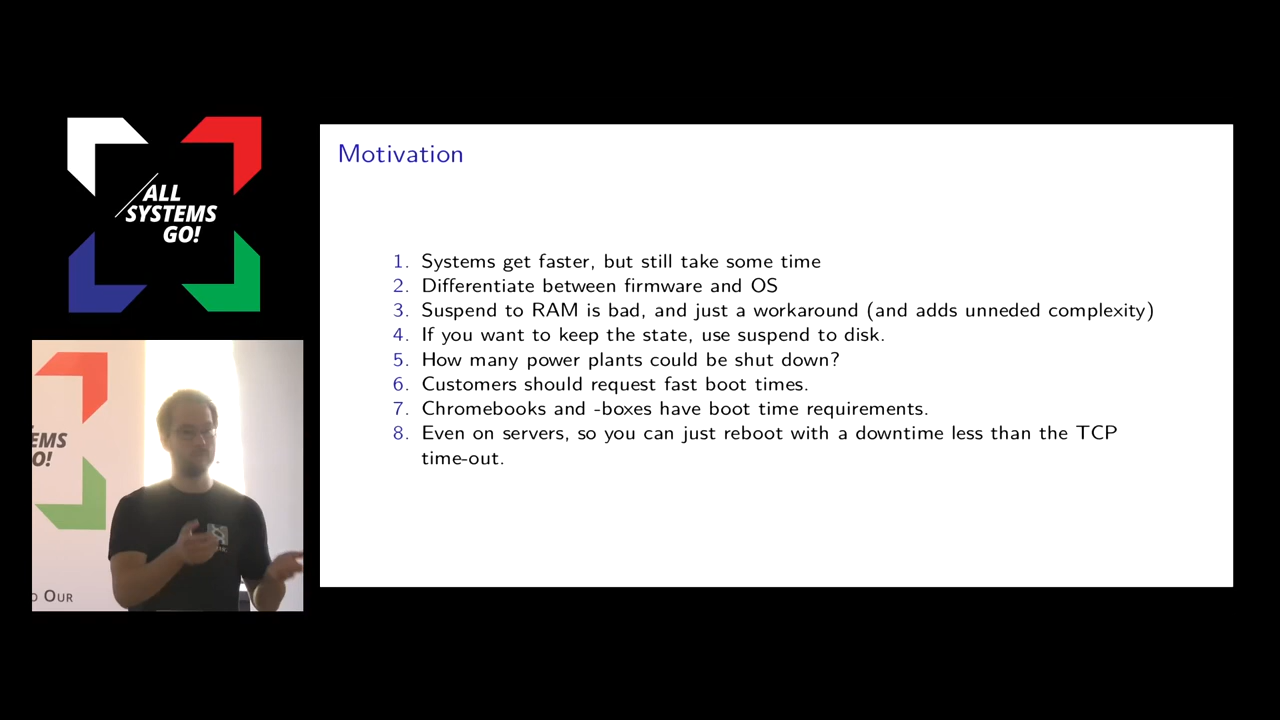 ALL
SYSTEMS
GO!
Motivation
1. Systems get faster, but still take some time
2. Differentiate between firmware and OS
3. Suspend to RAM is bad, and just a workaround (and adds unneded complexity)
4. If you want to keep the state, use suspend to disk.
5. How many power plants could be shut down?
6. Customers should request fast boot times.
7. Chromebooks and -boxes have boot time requirements.
8. Even on servers, so you can just reboot with a downtime less than the TCP
time-out.
EMS
O!
O OUR